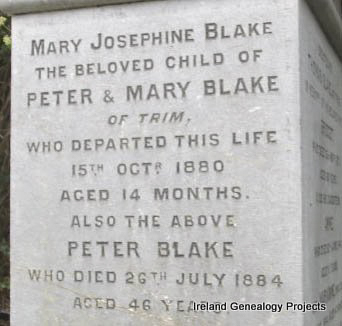 MARY JOSEPHINE BLAKE
THE BELOVED CHILD OF
PETER & MARY BLAKE
OF TRIM,
WHO DEPARTED THIS LIFE
15TH OCTR 1880
AGED 14 MONTHS.
ALSO THE ABOVE
PETER BLAKE
WHO DIED 26TH JULY 1884
AGED 46
Ireland Genealogy Projects